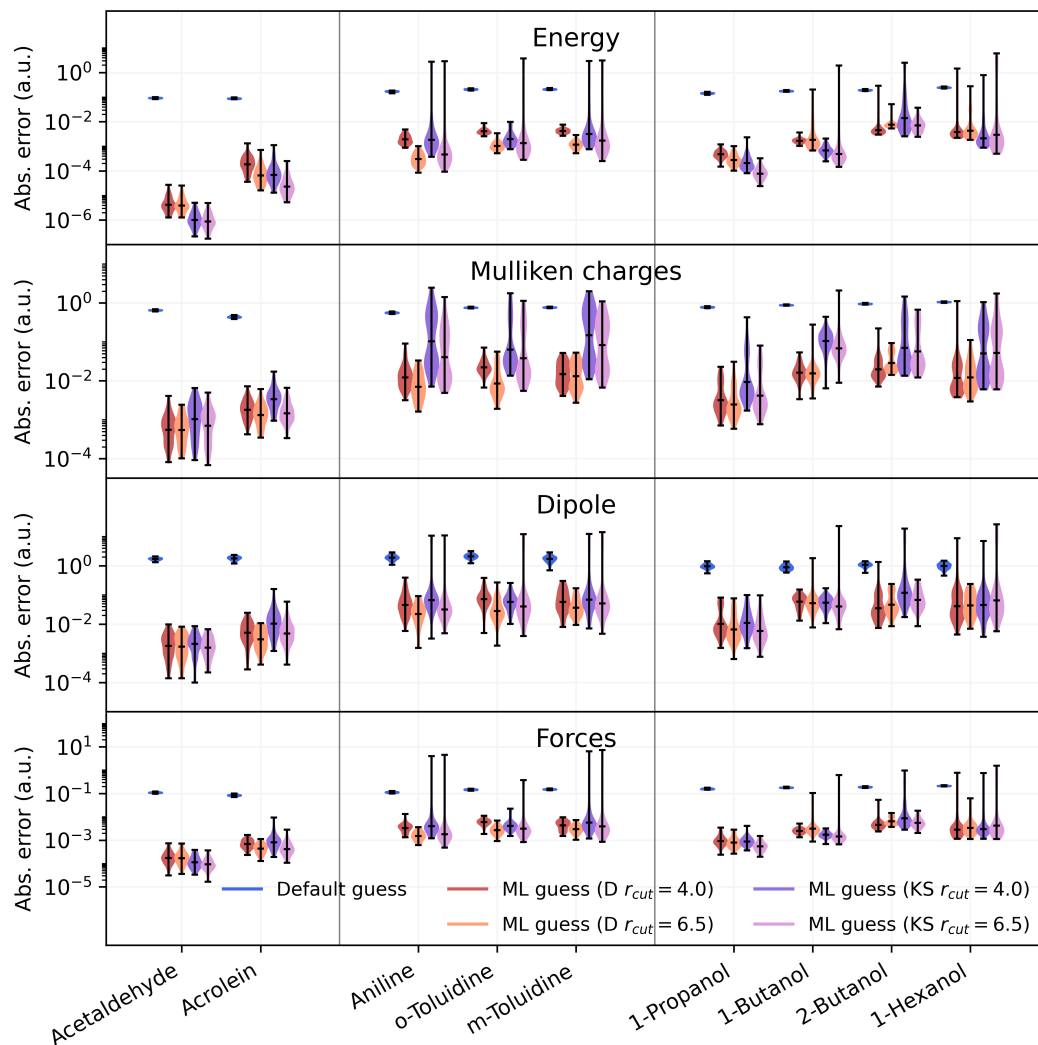 Energy
Abs. error (a.u.)
10^0
10^-2
10^-4
10^-6
Mulliken charges
Abs. error (a.u.)
10^0
10^-2
10^-4
Dipole
Abs. error (a.u.)
10^0
10^-2
10^-4
Forces
Abs. error (a.u.)
10^1
10^-1
10^-3
10^-5
Default guess
ML guess (D r_cut = 4.0)
ML guess (KS r_cut = 4.0)
ML guess (D r_cut = 6.5)
ML guess (KS r_cut = 6.5)
Acetaldehyde
Acrolein
Aniline
o-Toluidine
m-Toluidine
1-Propanol
1-Butanol
2-Butanol
1-Hexanol